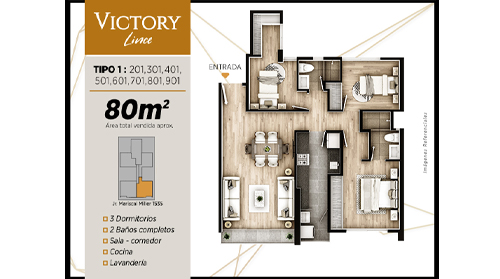 VICTORY
Lince
TIPO 1 : 201,301,401,
501,601,701,801,901
80m²
Área total vendida aprox.
Jr. Mariscal Miller 1555
3 Dormitorios
2 Baños completos
Sala - comedor
Cocina
Lavandería
ENTRADA
Imágenes Referenciales